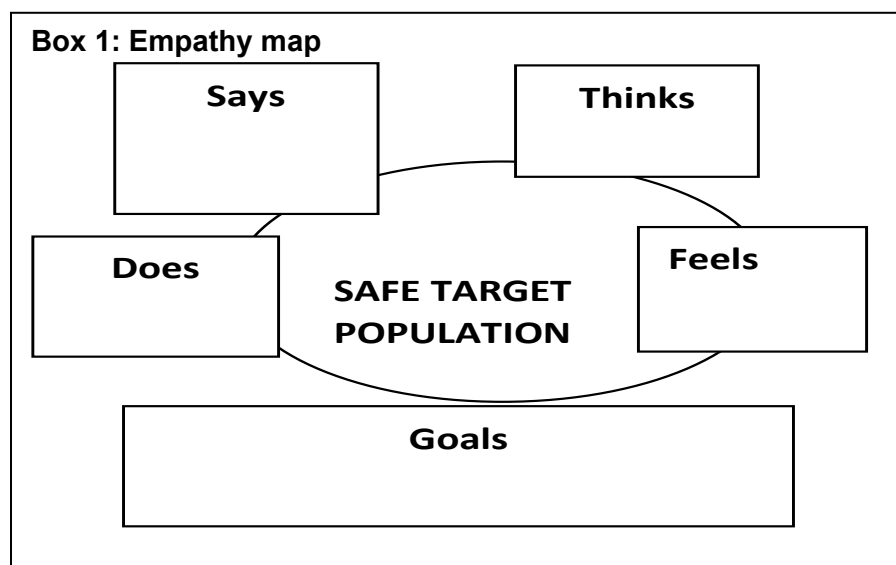 Box 1: Empathy map
Says
Thinks
Does
Feels
SAFE TARGET
POPULATION
Goals